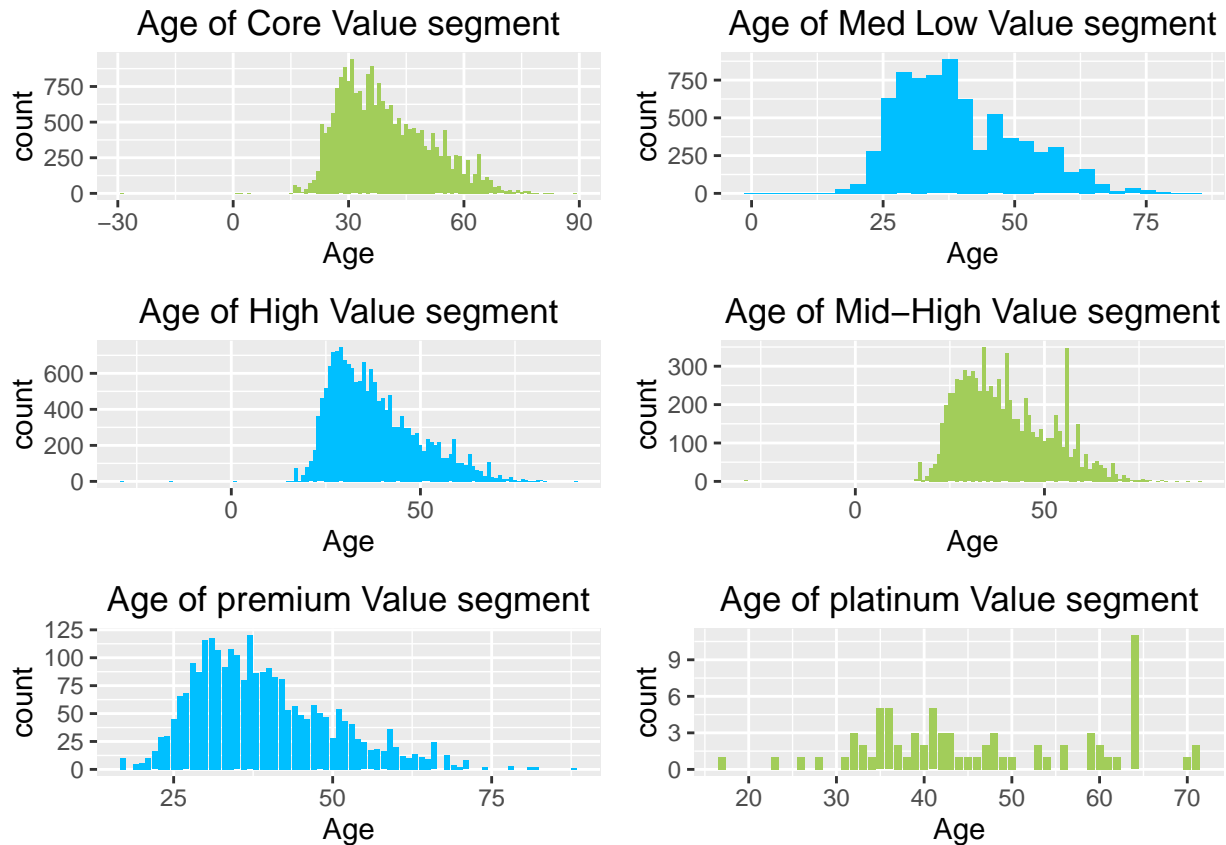 Age of Core Value segment
count
750
500
250
0
−30
0
30
60
90
Age
Age of Med Low Value segment
count
750
500
250
0
0
25
50
75
Age
Age of High Value segment
count
600
400
200
0
0
50
Age
Age of Mid−High Value segment
count
300
200
100
0
0
50
Age
Age of premium Value segment
count
125
100
75
50
25
0
25
50
75
Age
Age of platinum Value segment
count
9
6
3
0
20
30
40
50
60
70
Age